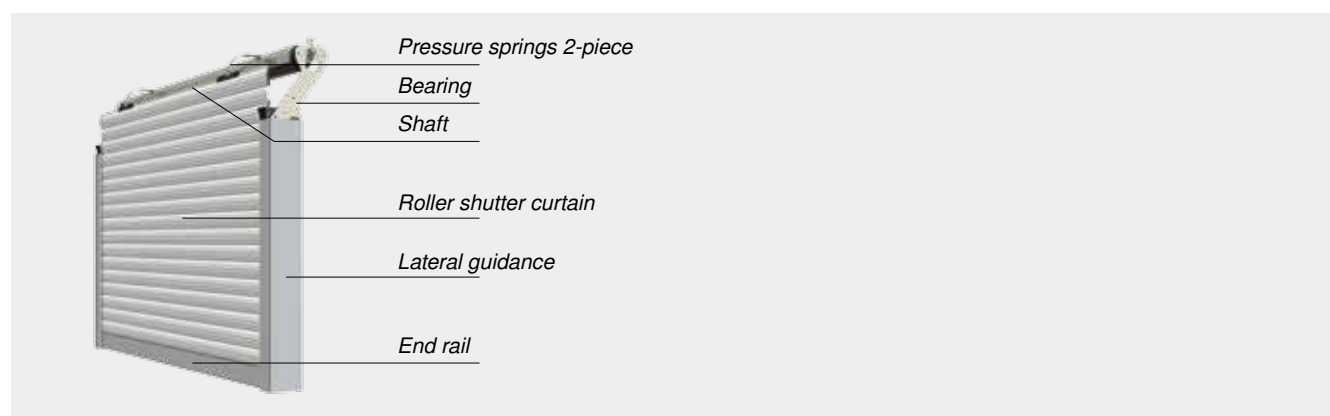 Pressure springs 2-piece
Bearing
Shaft
Roller shutter curtain
Lateral guidance
End rail